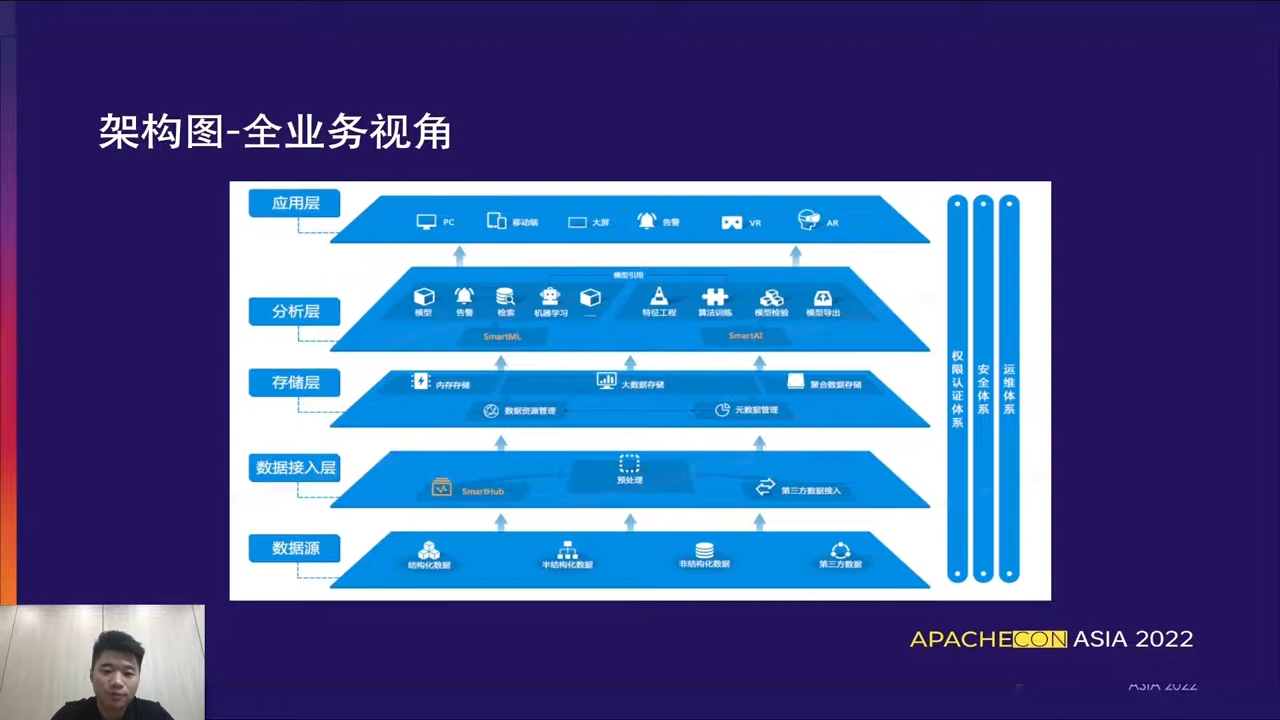 架构图-全业务视角
应用层
PC
移动端
大屏
告警
VR
AR
模型引用
分析层
模型
告警
检索
机器学习
......
特征工程
算法训练
模型检验
模型导出
SmartML
SmartAI
存储层
内存存储
大数据存储
聚合数据存储
数据资源管理
元数据管理
数据接入层
SmartHub
预处理
第三方数据接入
数据源
结构化数据
半结构化数据
非结构化数据
第三方数据
权限认证体系
安全体系
运维体系
APACHECON ASIA 2022
ASIA 2022